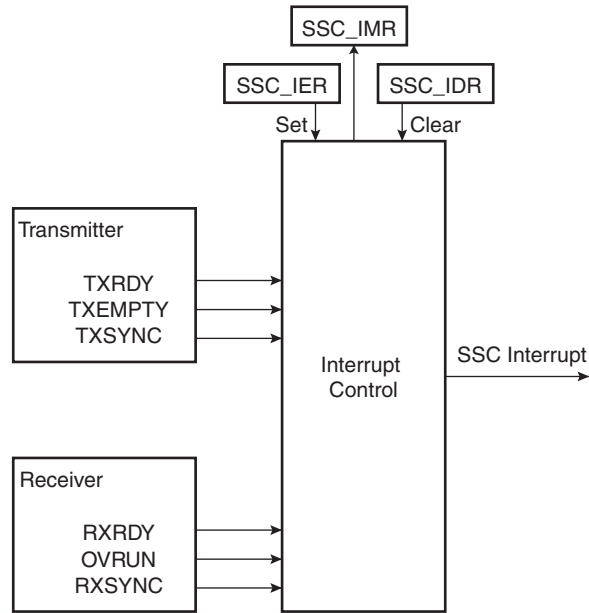 SSC_IMR
SSC_IER
SSC_IDR
Set
Clear
Transmitter
TXRDY
TXEMPTY
TXSYNC
Interrupt
Control
SSC Interrupt
Receiver
RXRDY
OVRUN
RXSYNC